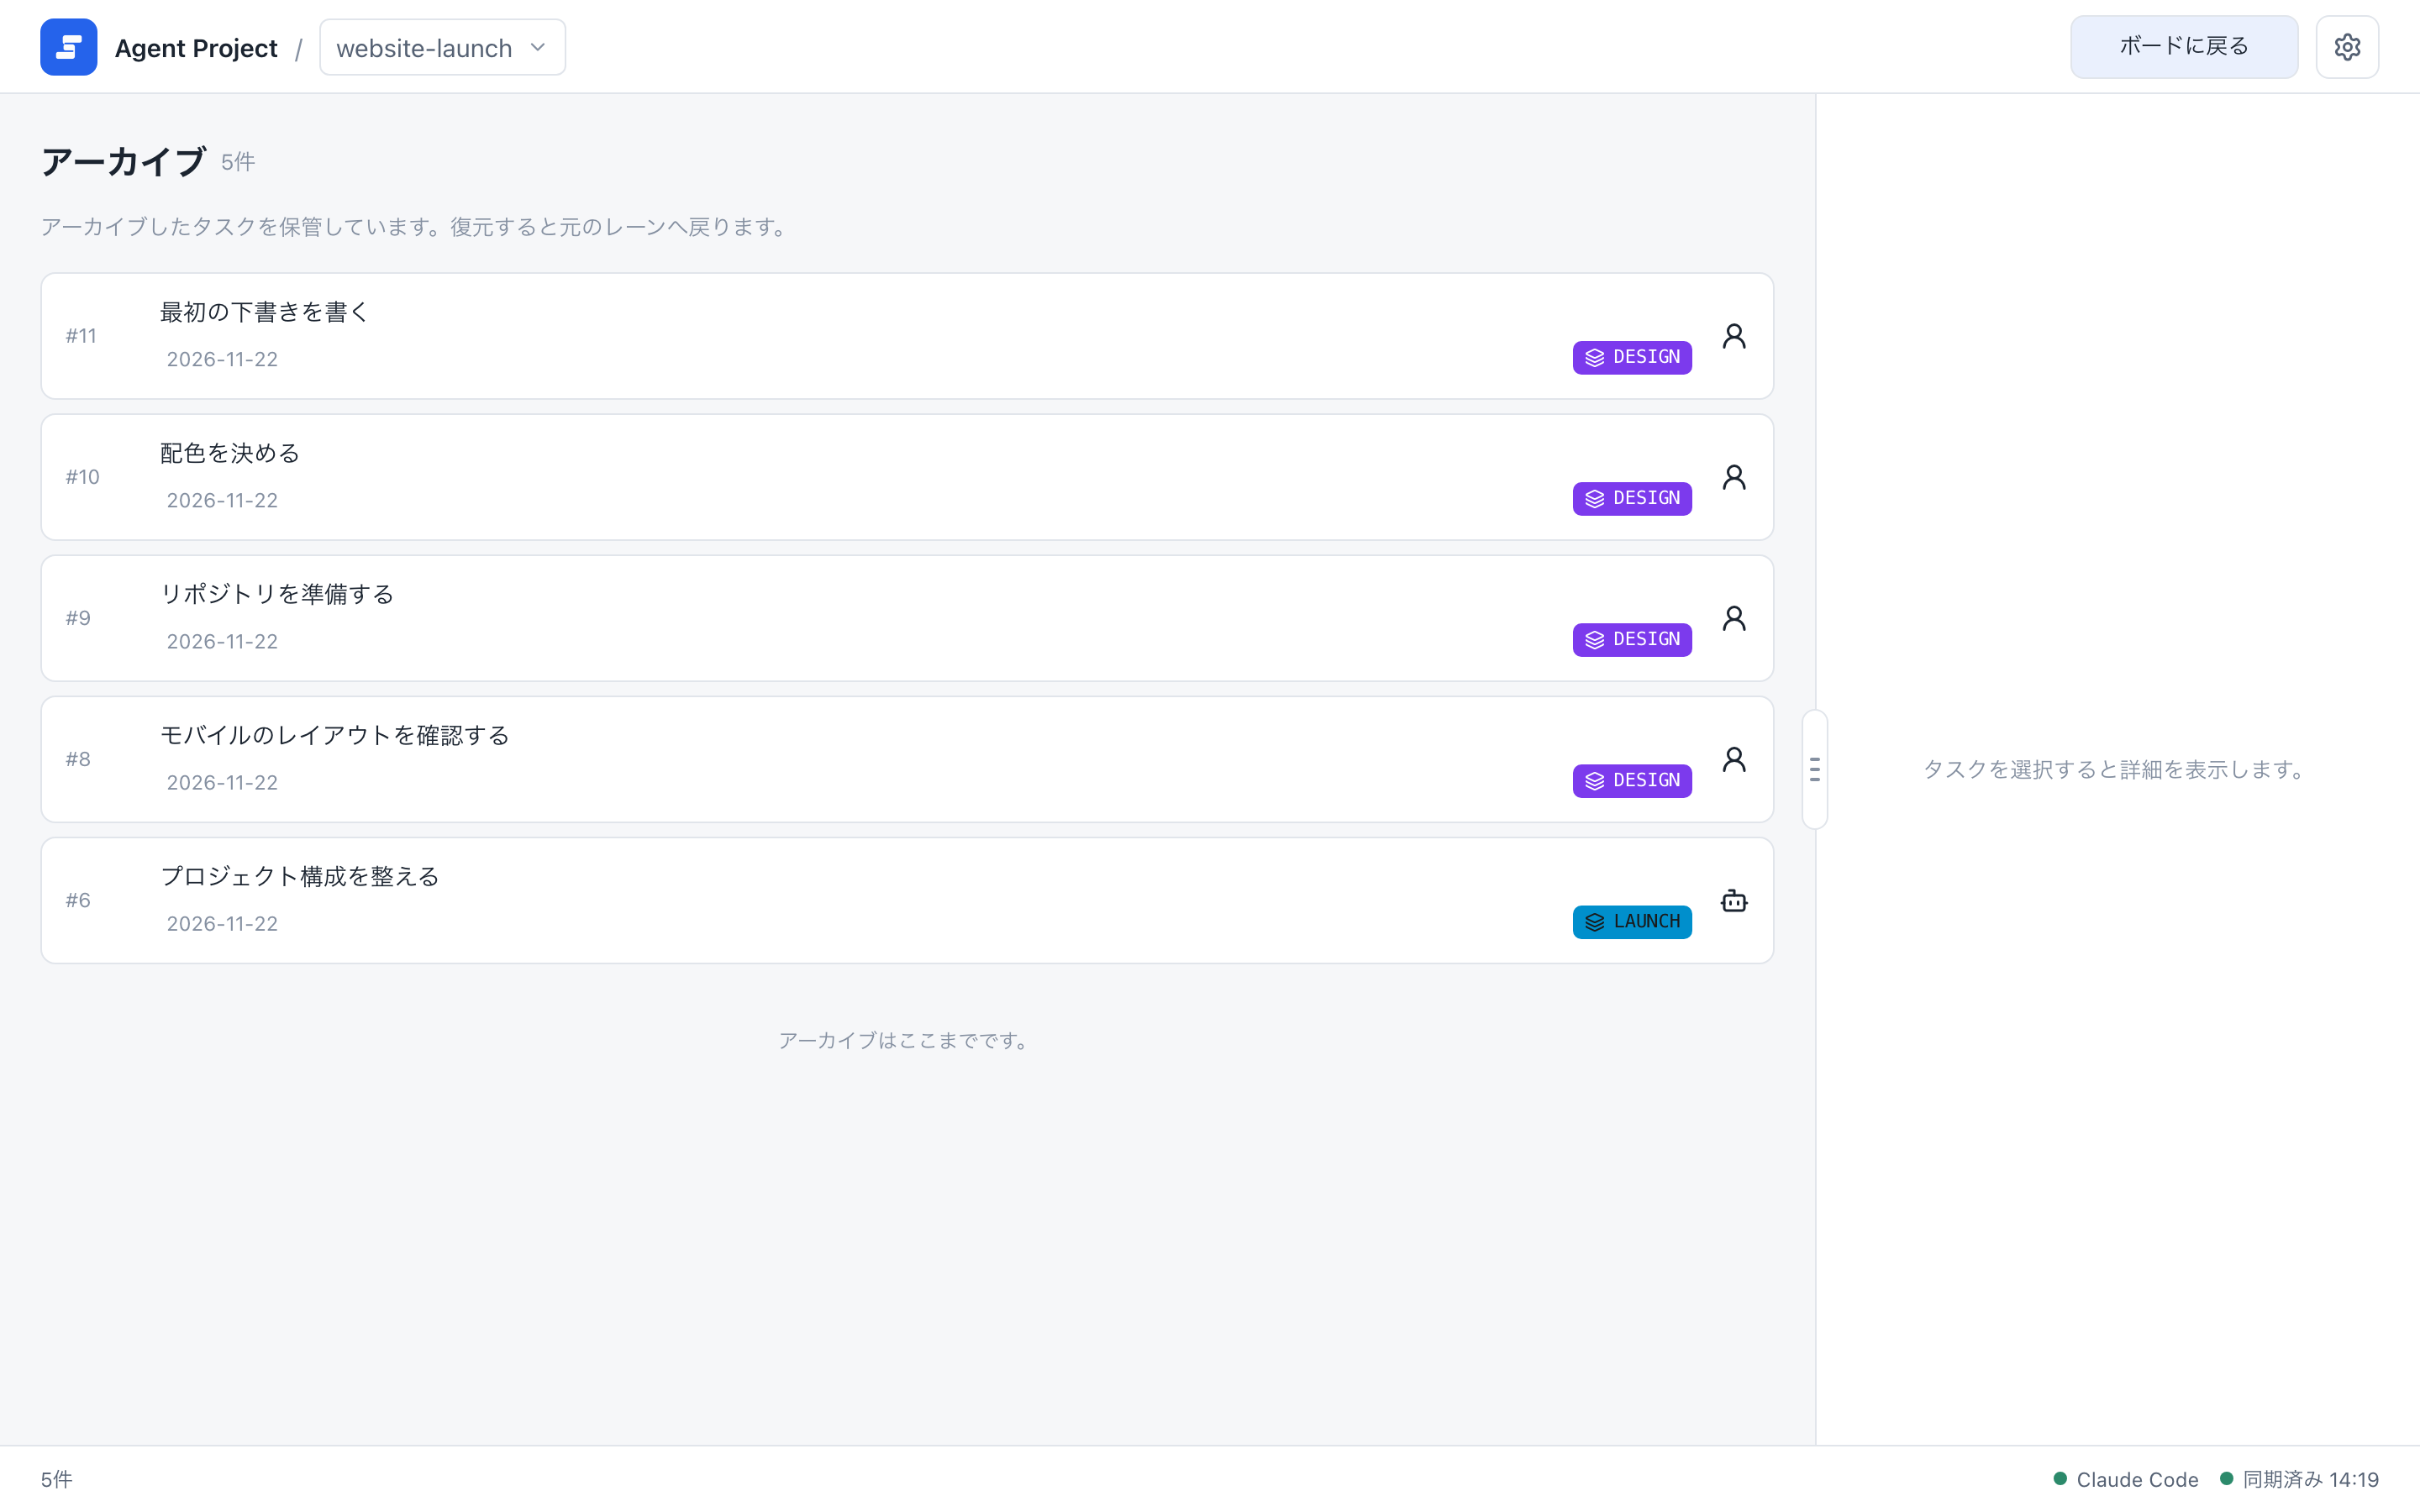 Agent Project / website-launch
ボードに戻る
アーカイブ 5件
アーカイブしたタスクを保管しています。復元すると元のレーンへ戻ります。
#11
最初の下書きを書く
2026-11-22
DESIGN
#10
配色を決める
2026-11-22
DESIGN
#9
リポジトリを準備する
2026-11-22
DESIGN
#8
モバイルのレイアウトを確認する
2026-11-22
DESIGN
#6
プロジェクト構成を整える
2026-11-22
LAUNCH
アーカイブはここまでです。
タスクを選択すると詳細を表示します。
5件
Claude Code
同期済み 14:19